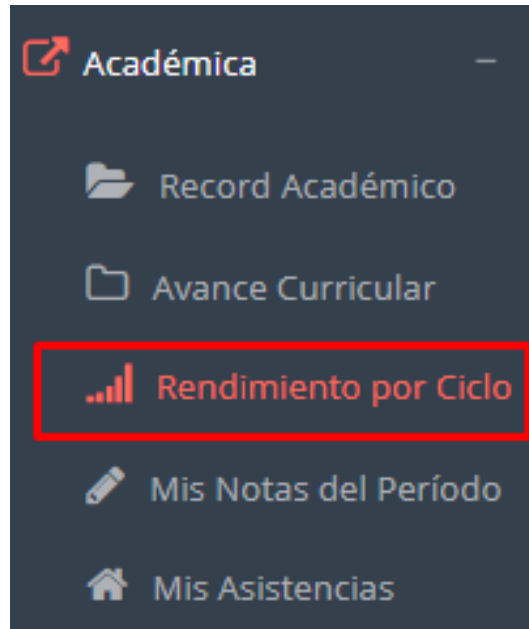 Académica
Record Académico
Avance Curricular
Rendimiento por Ciclo
Mis Notas del Período
Mis Asistencias